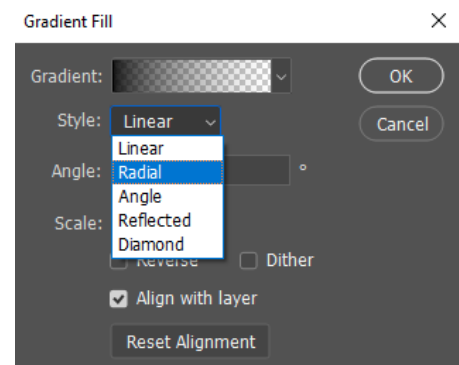 Gradient Fill
Gradient:
OK
Style: Linear
Cancel
Linear
Angle: Radial °
Angle
Scale: Reflected
Diamond
Reverse Dither
Align with layer
Reset Alignment